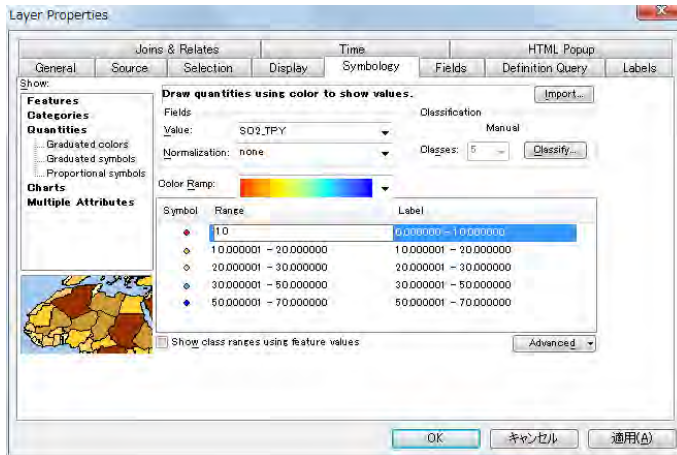 Layer Properties
Joins & Relates Time HTML Popup
General Source Selection Display Symbology Fields Definition Query Labels
Show:
Features
Categories
Quantities
Graduated colors
Graduated symbols
Proportional symbols
Charts
Multiple Attributes
Draw quantities using color to show values.
Import...
Fields
Value: SO2_TPY
Normalization: none
Classification
Manual
Classes: 5 Classify...
Color Ramp:
Symbol Range Label
10 0.000000 - 10.000000
10.000001 - 20.000000 10.000001 - 20.000000
20.000001 - 30.000000 20.000001 - 30.000000
30.000001 - 50.000000 30.000001 - 50.000000
50.000001 - 70.000000 50.000001 - 70.000000
Show class ranges using feature values
Advanced
OK キャンセル 適用(A)